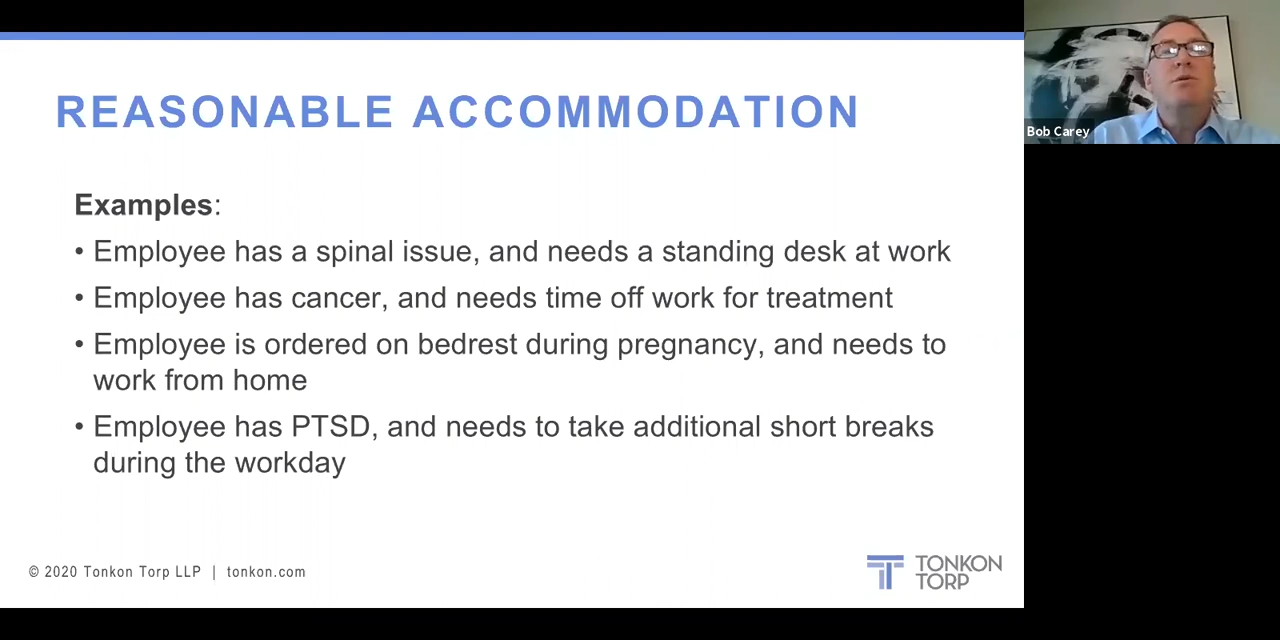 REASONABLE ACCOMMODATION
Bob Carey
Examples:
• Employee has a spinal issue, and needs a standing desk at work
• Employee has cancer, and needs time off work for treatment
• Employee is ordered on bedrest during pregnancy, and needs to
work from home
• Employee has PTSD, and needs to take additional short breaks
during the workday
© 2020 Tonkon Torp LLP | tonkon.com
TONKON
TORP